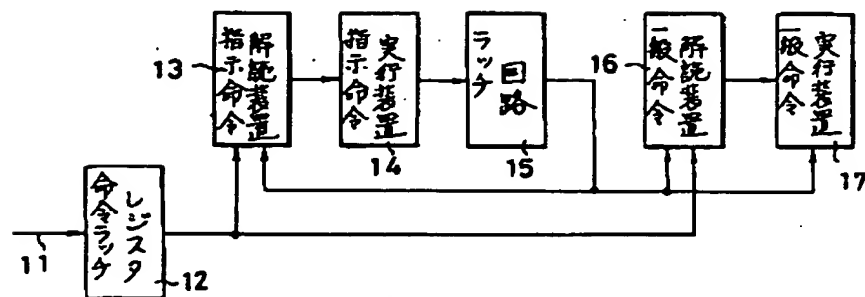 13
指示命令
解読装置
指示命令
実行装置
14
ラッチ
回路
15
16
一般命令
解読装置
一般命令
実行装置
17
11
命令ラッチ
レジスタ
12